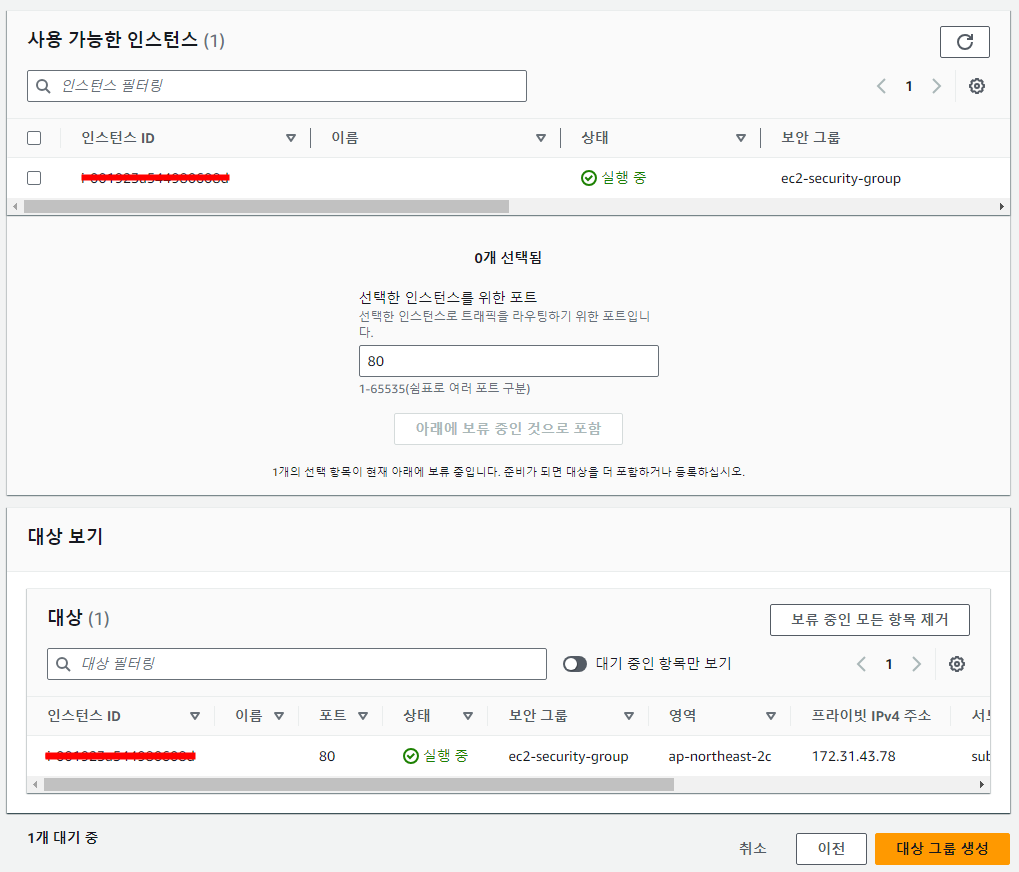 사용 가능한 인스턴스 (1)
인스턴스 필터링
1
인스턴스 ID 이름 상태 보안 그룹
실행 중 ec2-security-group
0개 선택됨
선택한 인스턴스를 위한 포트
선택한 인스턴스로 트래픽을 라우팅하기 위한 포트입니
다.
80
1-65535(쉼표로 여러 포트 구분)
아래에 보류 중인 것으로 포함
1개의 선택 항목이 현재 아래에 보류 중입니다. 준비가 되면 대상을 더 포함하거나 등록하십시오.
대상 보기
대상 (1) 보류 중인 모든 항목 제거
대상 필터링 대기 중인 항목만 보기 1
인스턴스 ID 이름 포트 상태 보안 그룹 영역 프라이빗 IPv4 주소
80 실행 중 ec2-security-group ap-northeast-2c 172.31.43.78 sub
1개 대기 중
취소 이전 대상 그룹 생성